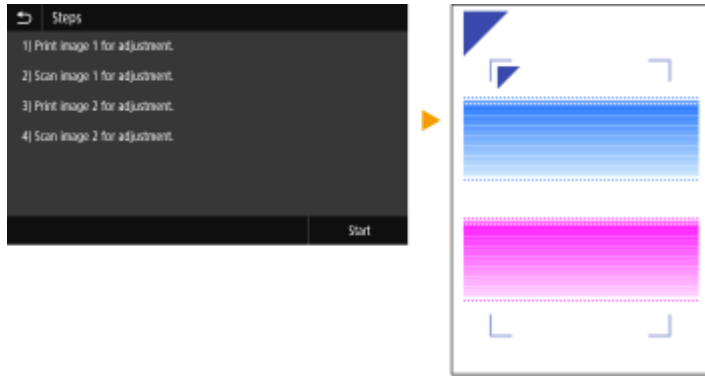 Steps
1) Print image 1 for adjustment.
2) Scan image 1 for adjustment.
3) Print image 2 for adjustment.
4) Scan image 2 for adjustment.
Start